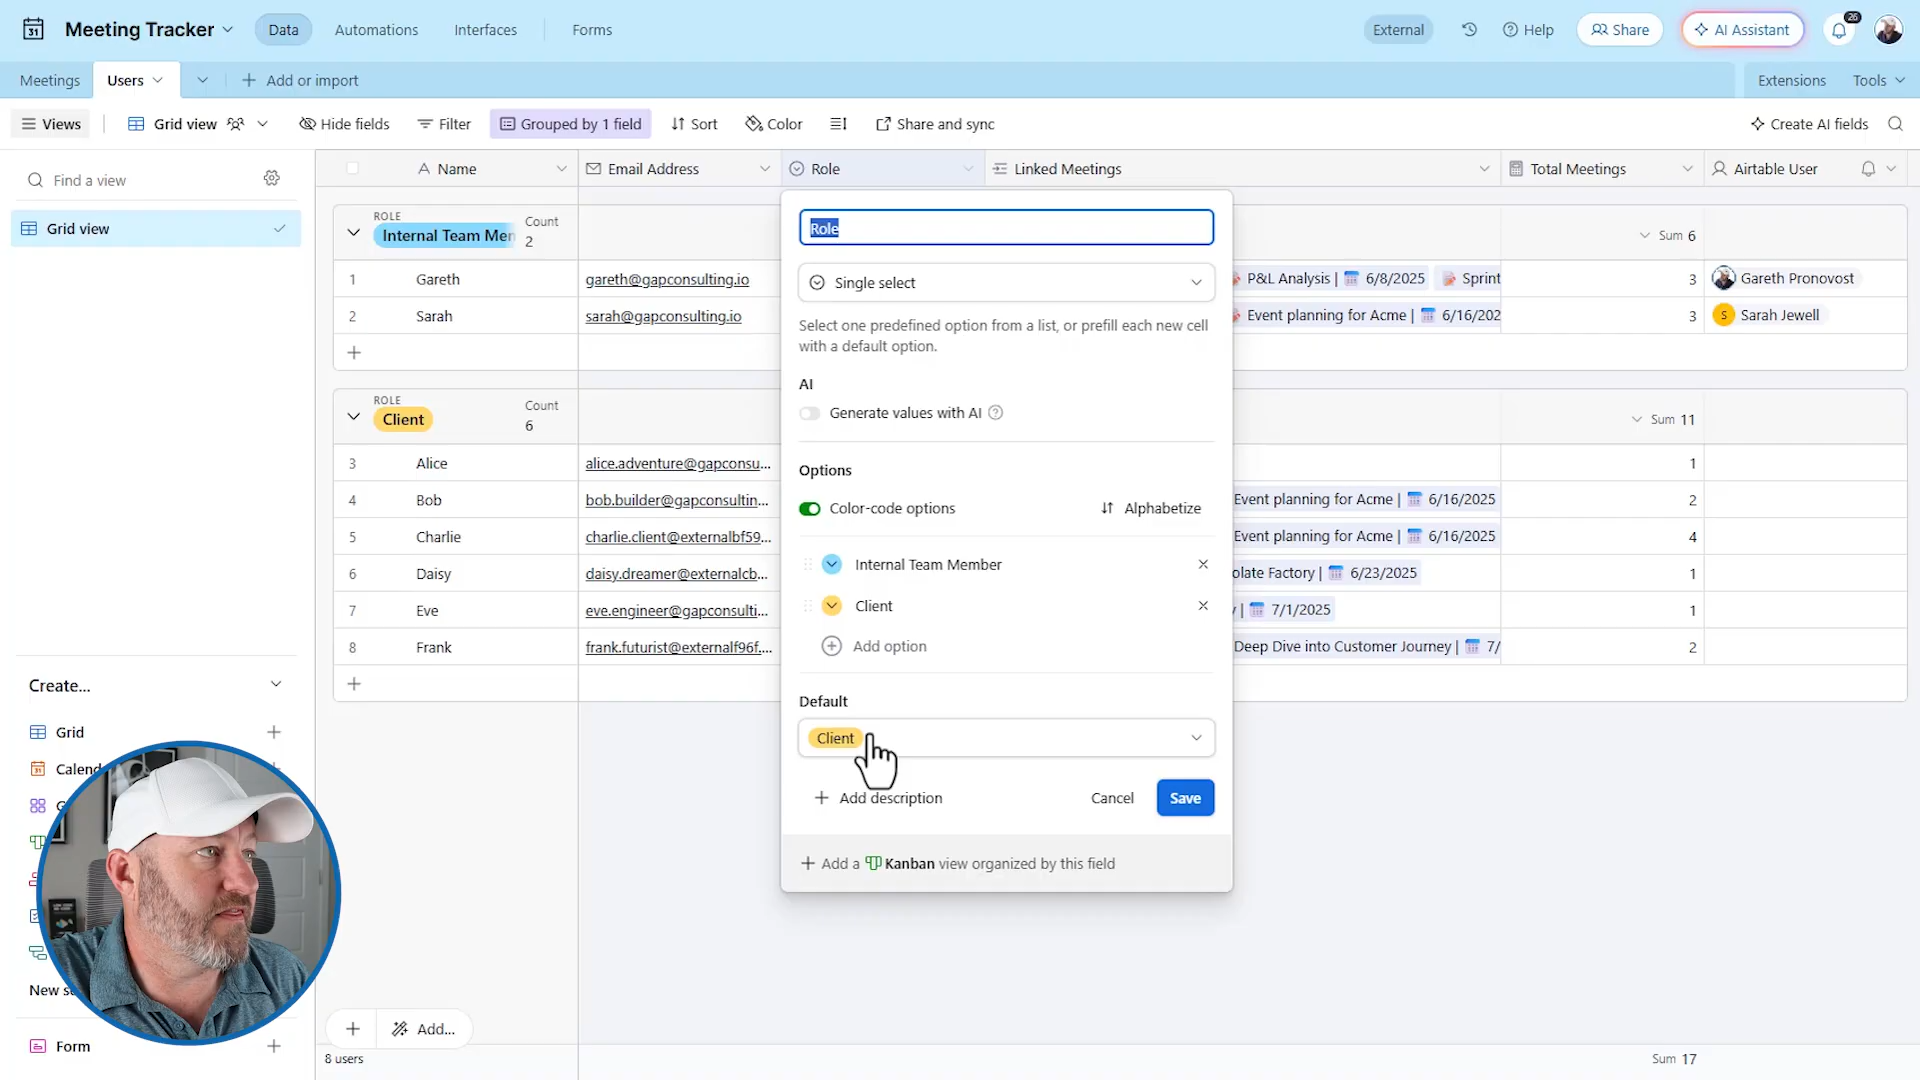 31 Meeting Tracker Data Automations Interfaces Forms External Help Share AI Assistant 26
Meetings Users Add or import Extensions Tools
Views Grid view Hide fields Filter Grouped by 1 field Sort Color Share and sync Create AI fields
Find a view
Grid view
Name Email Address Role Linked Meetings Total Meetings Airtable User
ROLE
Internal Team Mem Count 2 Sum 6
1 Gareth gareth@gapconsulting.io P&L Analysis | 6/8/2025 Sprint 3 Gareth Pronovost
2 Sarah sarah@gapconsulting.io Event planning for Acme | 6/16/202 3 S Sarah Jewell
ROLE
Client Count 6 Sum 11
3 Alice alice.adventure@gapconsu... 1
4 Bob bob.builder@gapconsultin... Event planning for Acme | 6/16/2025 2
5 Charlie charlie.client@externalbf59... Event planning for Acme | 6/16/2025 4
6 Daisy daisy.dreamer@externalcb... olate Factory | 6/23/2025 1
7 Eve eve.engineer@gapconsulti... | 7/1/2025 1
8 Frank frank.futurist@externalf96f.... Deep Dive into Customer Journey | 7/ 2
Role
Single select
Select one predefined option from a list, or prefill each new cell
with a default option.
AI
Generate values with AI
Options
Color-code options Alphabetize
Internal Team Member
Client
Add option
Default
Client
Add description Cancel Save
Add a Kanban view organized by this field
Create...
Grid
Calend
G
New s
Form
Add...
8 users Sum 17